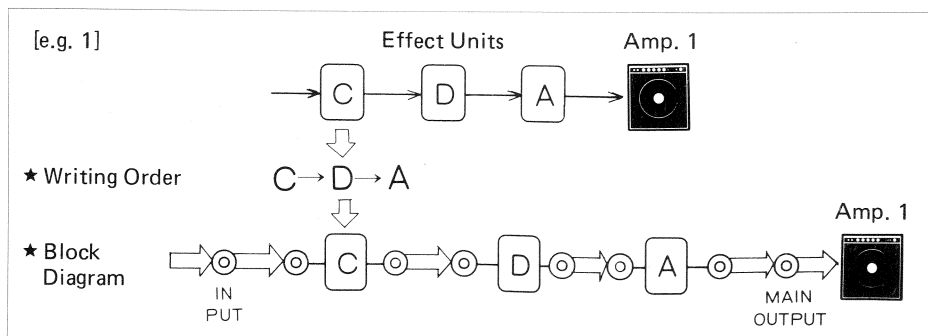 [e.g. 1]
Effect Units
Amp. 1
C → D → A
★ Writing Order
C → D → A
★ Block
Diagram
C D A
Amp. 1
IN
PUT
MAIN
OUTPUT